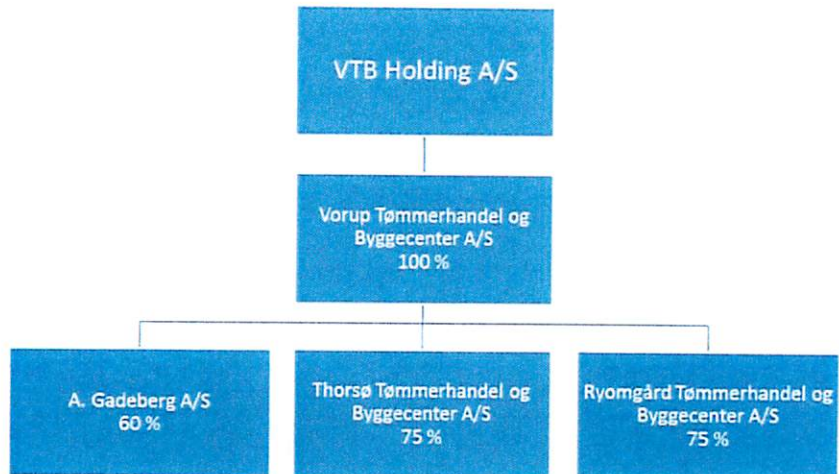 VTB Holding A/S
Vorup Tømmerhandel og
Byggecenter A/S
100 %
A. Gadeberg A/S
60 %
Thorsø Tømmerhandel og
Byggecenter A/S
75 %
Ryomgård Tømmerhandel og
Byggecenter A/S
75 %